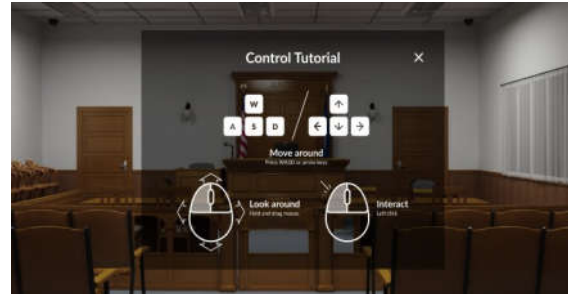 Control Tutorial
W
A S D
Move around
Press WASD or arrow keys
Look around
Hold and drag mouse
Interact
Left click